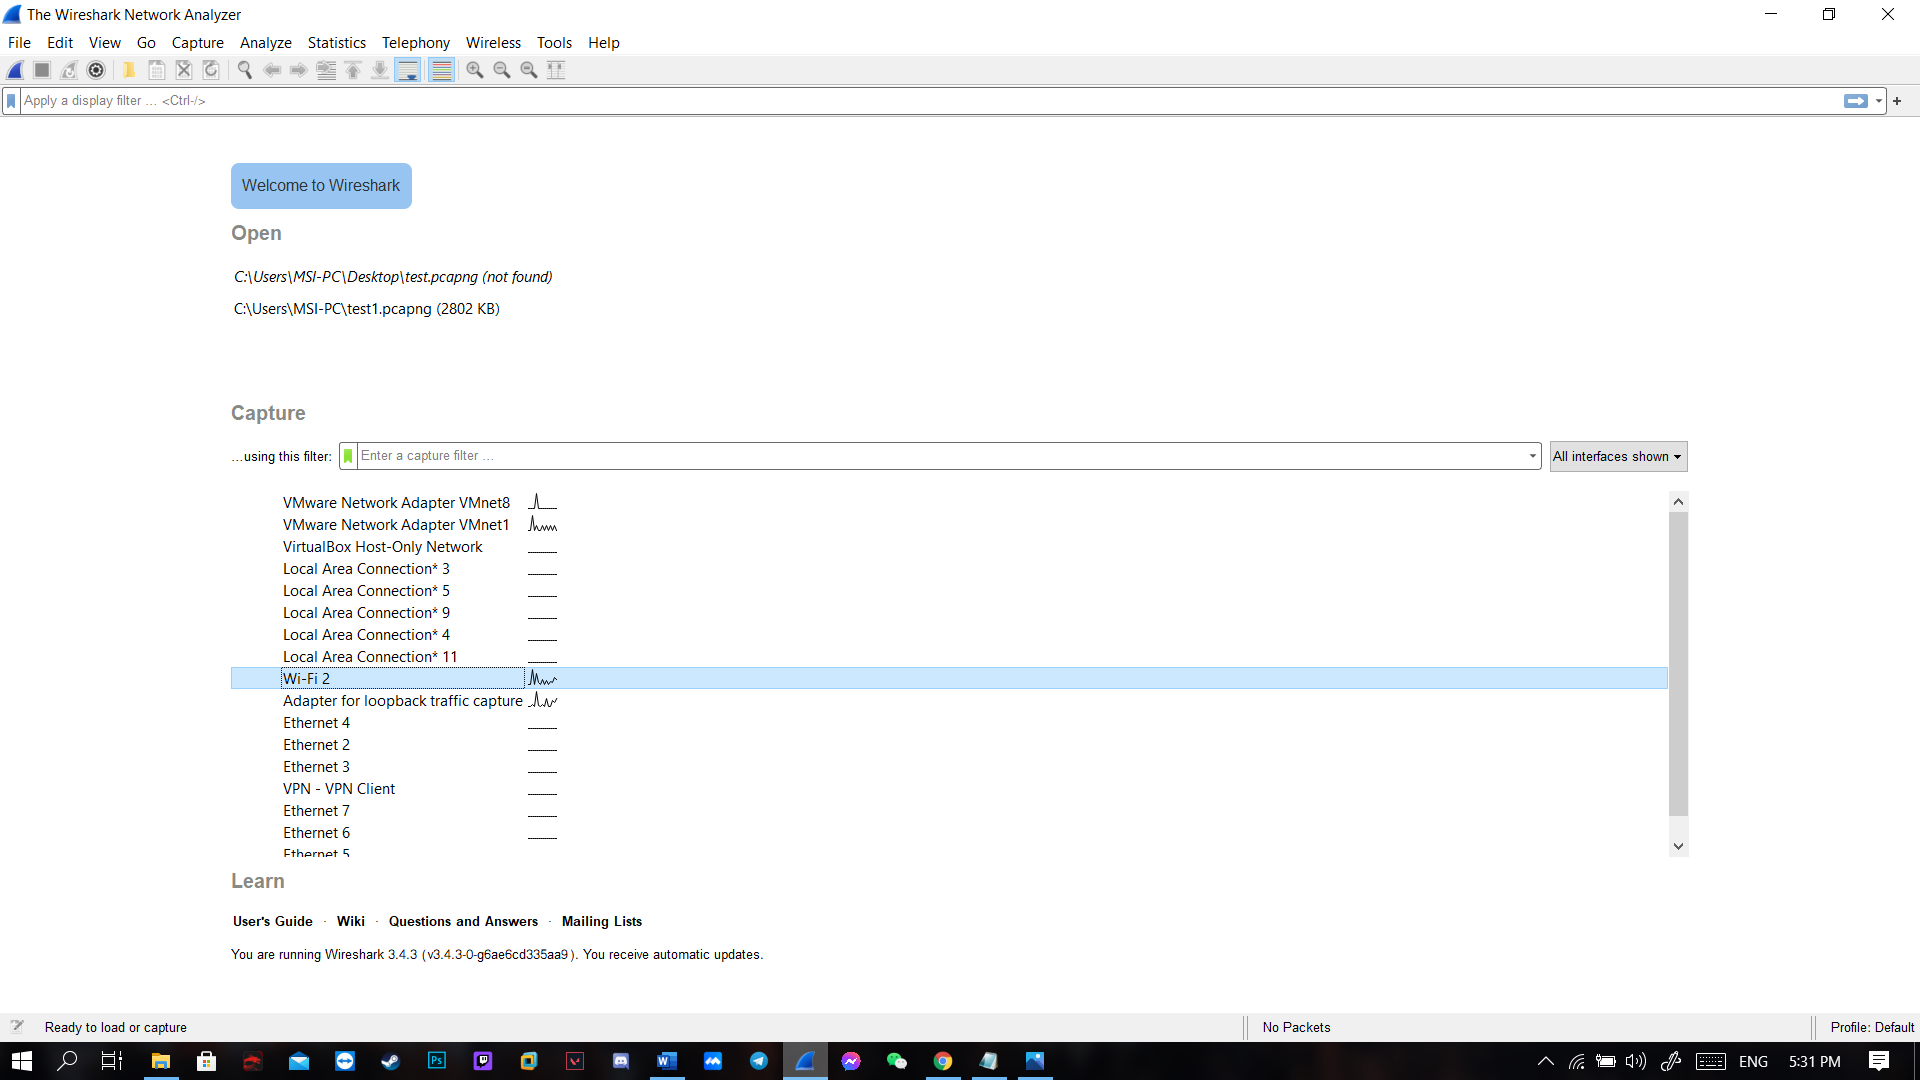 The Wireshark Network Analyzer
File Edit View Go Capture Analyze Statistics Telephony Wireless Tools Help
Apply a display filter … <Ctrl-/>
Welcome to Wireshark
Open
C:\Users\MSI-PC\Desktop\test.pcapng (not found)
C:\Users\MSI-PC\test1.pcapng (2802 KB)
Capture
…using this filter: Enter a capture filter … All interfaces shown
VMware Network Adapter VMnet8
VMware Network Adapter VMnet1
VirtualBox Host-Only Network
Local Area Connection* 3
Local Area Connection* 5
Local Area Connection* 9
Local Area Connection* 4
Local Area Connection* 11
Wi-Fi 2
Adapter for loopback traffic capture
Ethernet 4
Ethernet 2
Ethernet 3
VPN - VPN Client
Ethernet 7
Ethernet 6
Ethernet 5
Learn
User's Guide · Wiki · Questions and Answers · Mailing Lists
You are running Wireshark 3.4.3 (v3.4.3-0-g6ae6cd335aa9). You receive automatic updates.
Ready to load or capture No Packets Profile: Default
Ps W ENG 5:31 PM